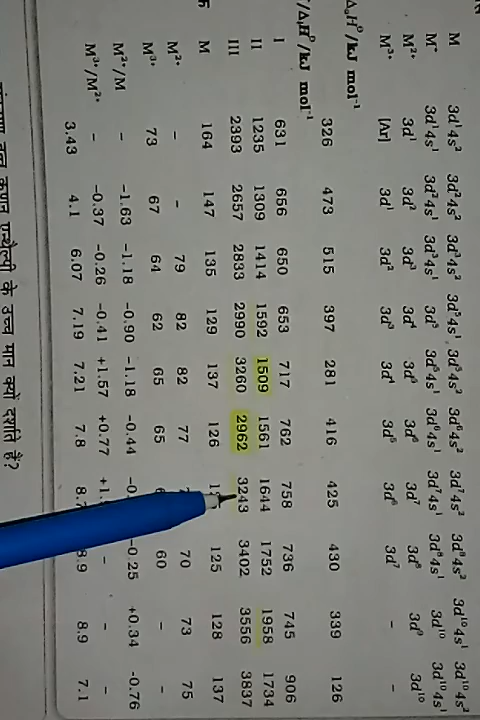 M 3d¹4s² 3d²4s² 3d³4s² 3d⁵4s¹ 3d⁵4s² 3d⁶4s² 3d⁷4s² 3d⁸4s² 3d¹⁰4s¹ 3d¹⁰4s²
M⁺ 3d¹4s¹ 3d²4s¹ 3d³4s¹ 3d⁵ 3d⁵4s¹ 3d⁶4s¹ 3d⁷4s¹ 3d⁸4s¹ 3d¹⁰ 3d¹⁰4s¹
M²⁺ 3d¹ 3d² 3d³ 3d⁴ 3d⁵ 3d⁶ 3d⁷ 3d⁸ 3d⁹ 3d¹⁰
M³⁺ [Ar] 3d¹ 3d² 3d³ 3d⁴ 3d⁵ 3d⁶ 3d⁷ – –
/kJ mol⁻¹
326 473 515 397 281 416 425 430 339 126
/kJ mol⁻¹
I 631 656 650 653 717 762 758 736 745 906
II 1235 1309 1414 1592 1509 1561 1644 1752 1958 1734
III 2393 2657 2833 2990 3260 2962 3243 3402 3556 3837
M 164 147 135 129 137 126 125 128 137
M²⁺ – – 79 82 82 77 70 73 75
M³⁺ 73 67 64 62 65 65 60 – –
M²⁺/M – –1.63 –1.18 –0.90 –1.18 –0.44 –0.25 +0.34 –0.76
M³⁺/M²⁺ – –0.37 –0.26 –0.41 +1.57 +0.77 – – –
3.43 4.1 6.07 7.19 7.21 7.8 8.9 8.9 7.1
एन्थैल्पी के उच्च मान क्यों दर्शाते हैं?